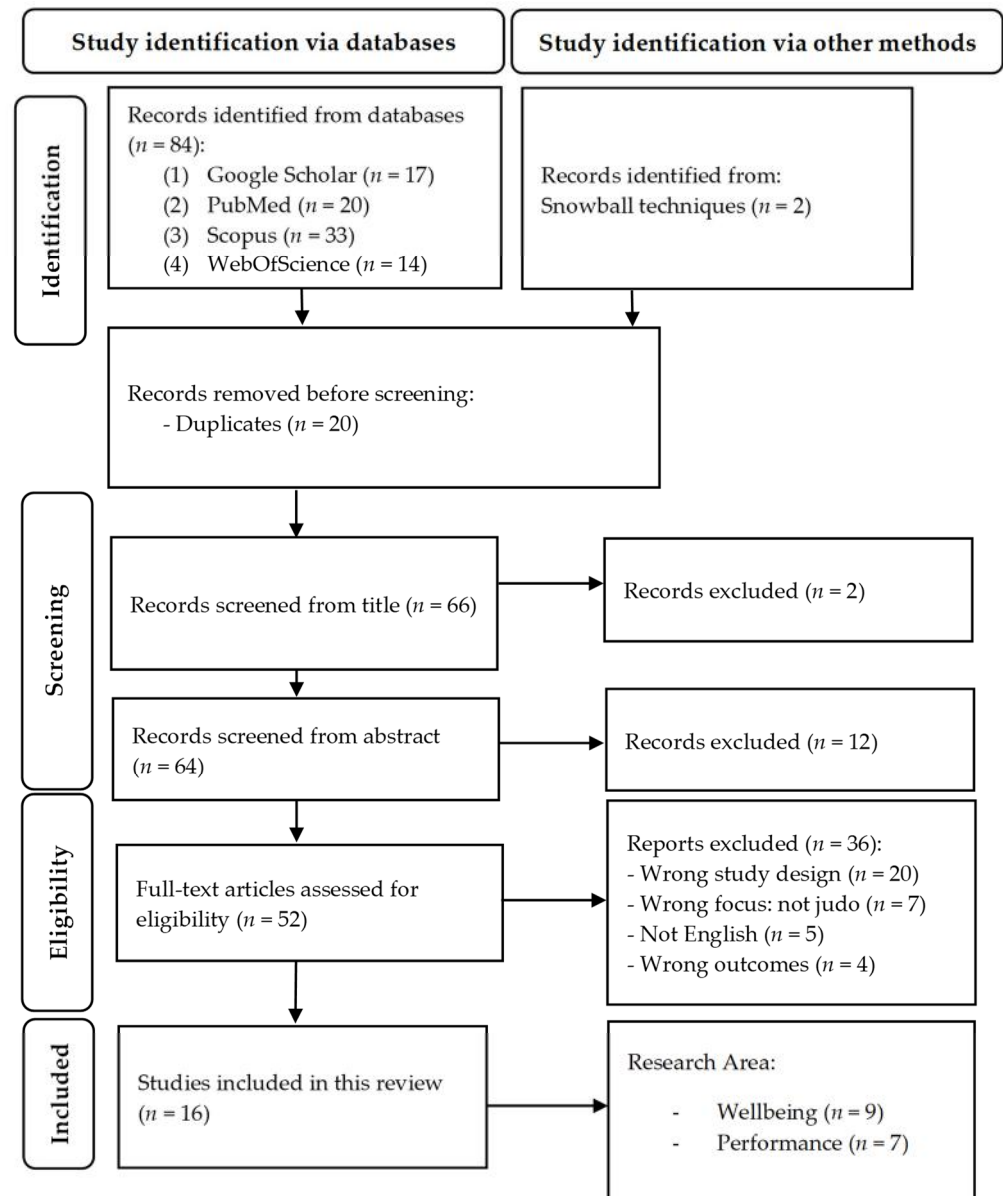 Study identification via databases
Study identification via other methods
Identification
Records identified from databases
(n = 84):
(1) Google Scholar (n = 17)
(2) PubMed (n = 20)
(3) Scopus (n = 33)
(4) WebOfScience (n = 14)
Records identified from:
Snowball techniques (n = 2)
Records removed before screening:
- Duplicates (n = 20)
Screening
Records screened from title (n = 66)
Records excluded (n = 2)
Records screened from abstract
(n = 64)
Records excluded (n = 12)
Eligibility
Full-text articles assessed for
eligibility (n = 52)
Reports excluded (n = 36):
- Wrong study design (n = 20)
- Wrong focus: not judo (n = 7)
- Not English (n = 5)
- Wrong outcomes (n = 4)
Included
Studies included in this review
(n = 16)
Research Area:
- Wellbeing (n = 9)
- Performance (n = 7)